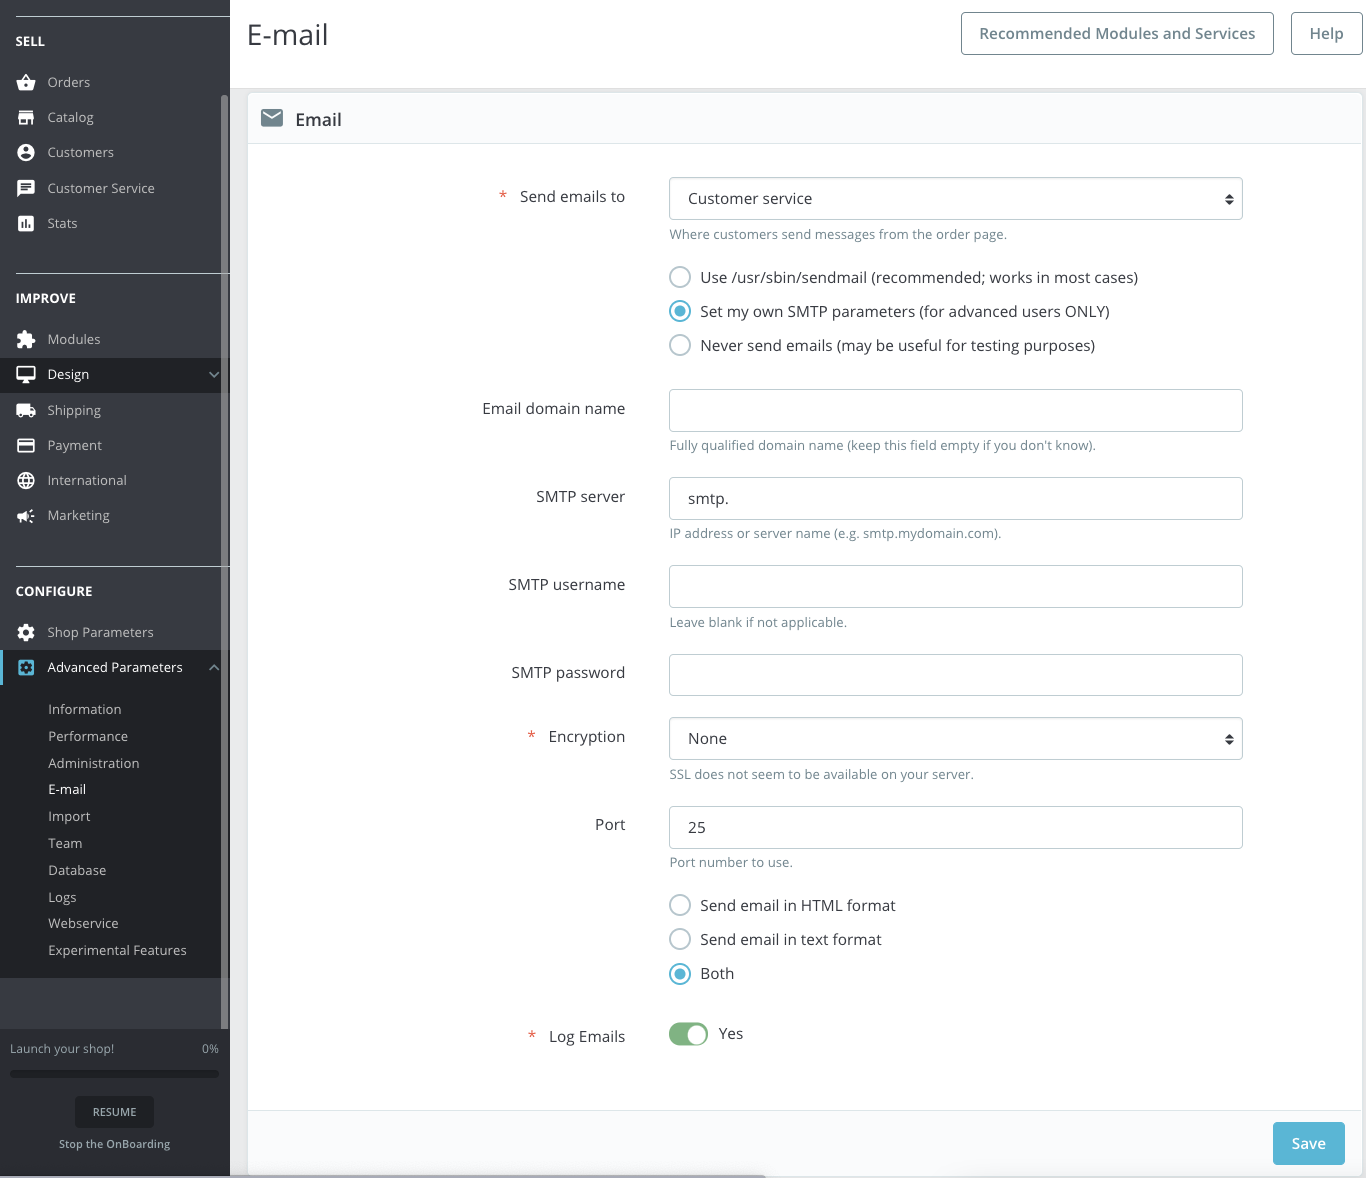 SELL
Orders
Catalog
Customers
Customer Service
Stats
IMPROVE
Modules
Design
Shipping
Payment
International
Marketing
CONFIGURE
Shop Parameters
Advanced Parameters
Information
Performance
Administration
E-mail
Import
Team
Database
Logs
Webservice
Experimental Features
Launch your shop! 0%
RESUME
Stop the OnBoarding
E-mail
Recommended Modules and Services
Help
Email
* Send emails to
Customer service
Where customers send messages from the order page.
Use /usr/sbin/sendmail (recommended; works in most cases)
Set my own SMTP parameters (for advanced users ONLY)
Never send emails (may be useful for testing purposes)
Email domain name
Fully qualified domain name (keep this field empty if you don't know).
SMTP server
smtp.
IP address or server name (e.g. smtp.mydomain.com).
SMTP username
Leave blank if not applicable.
SMTP password
* Encryption
None
SSL does not seem to be available on your server.
Port
25
Port number to use.
Send email in HTML format
Send email in text format
Both
* Log Emails
Yes
Save